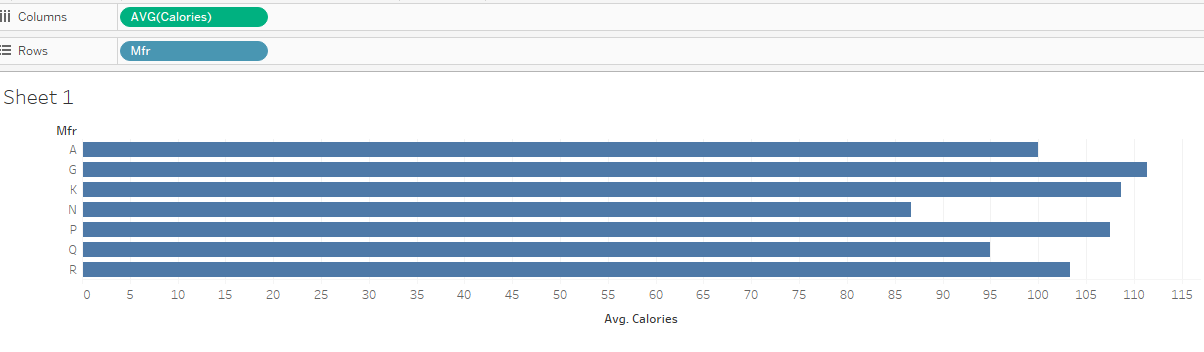 Columns AVG(Calories)
Rows Mfr
Sheet 1
Mfr
A
G
K
N
P
Q
R
0 5 10 15 20 25 30 35 40 45 50 55 60 65 70 75 80 85 90 95 100 105 110 115
Avg. Calories